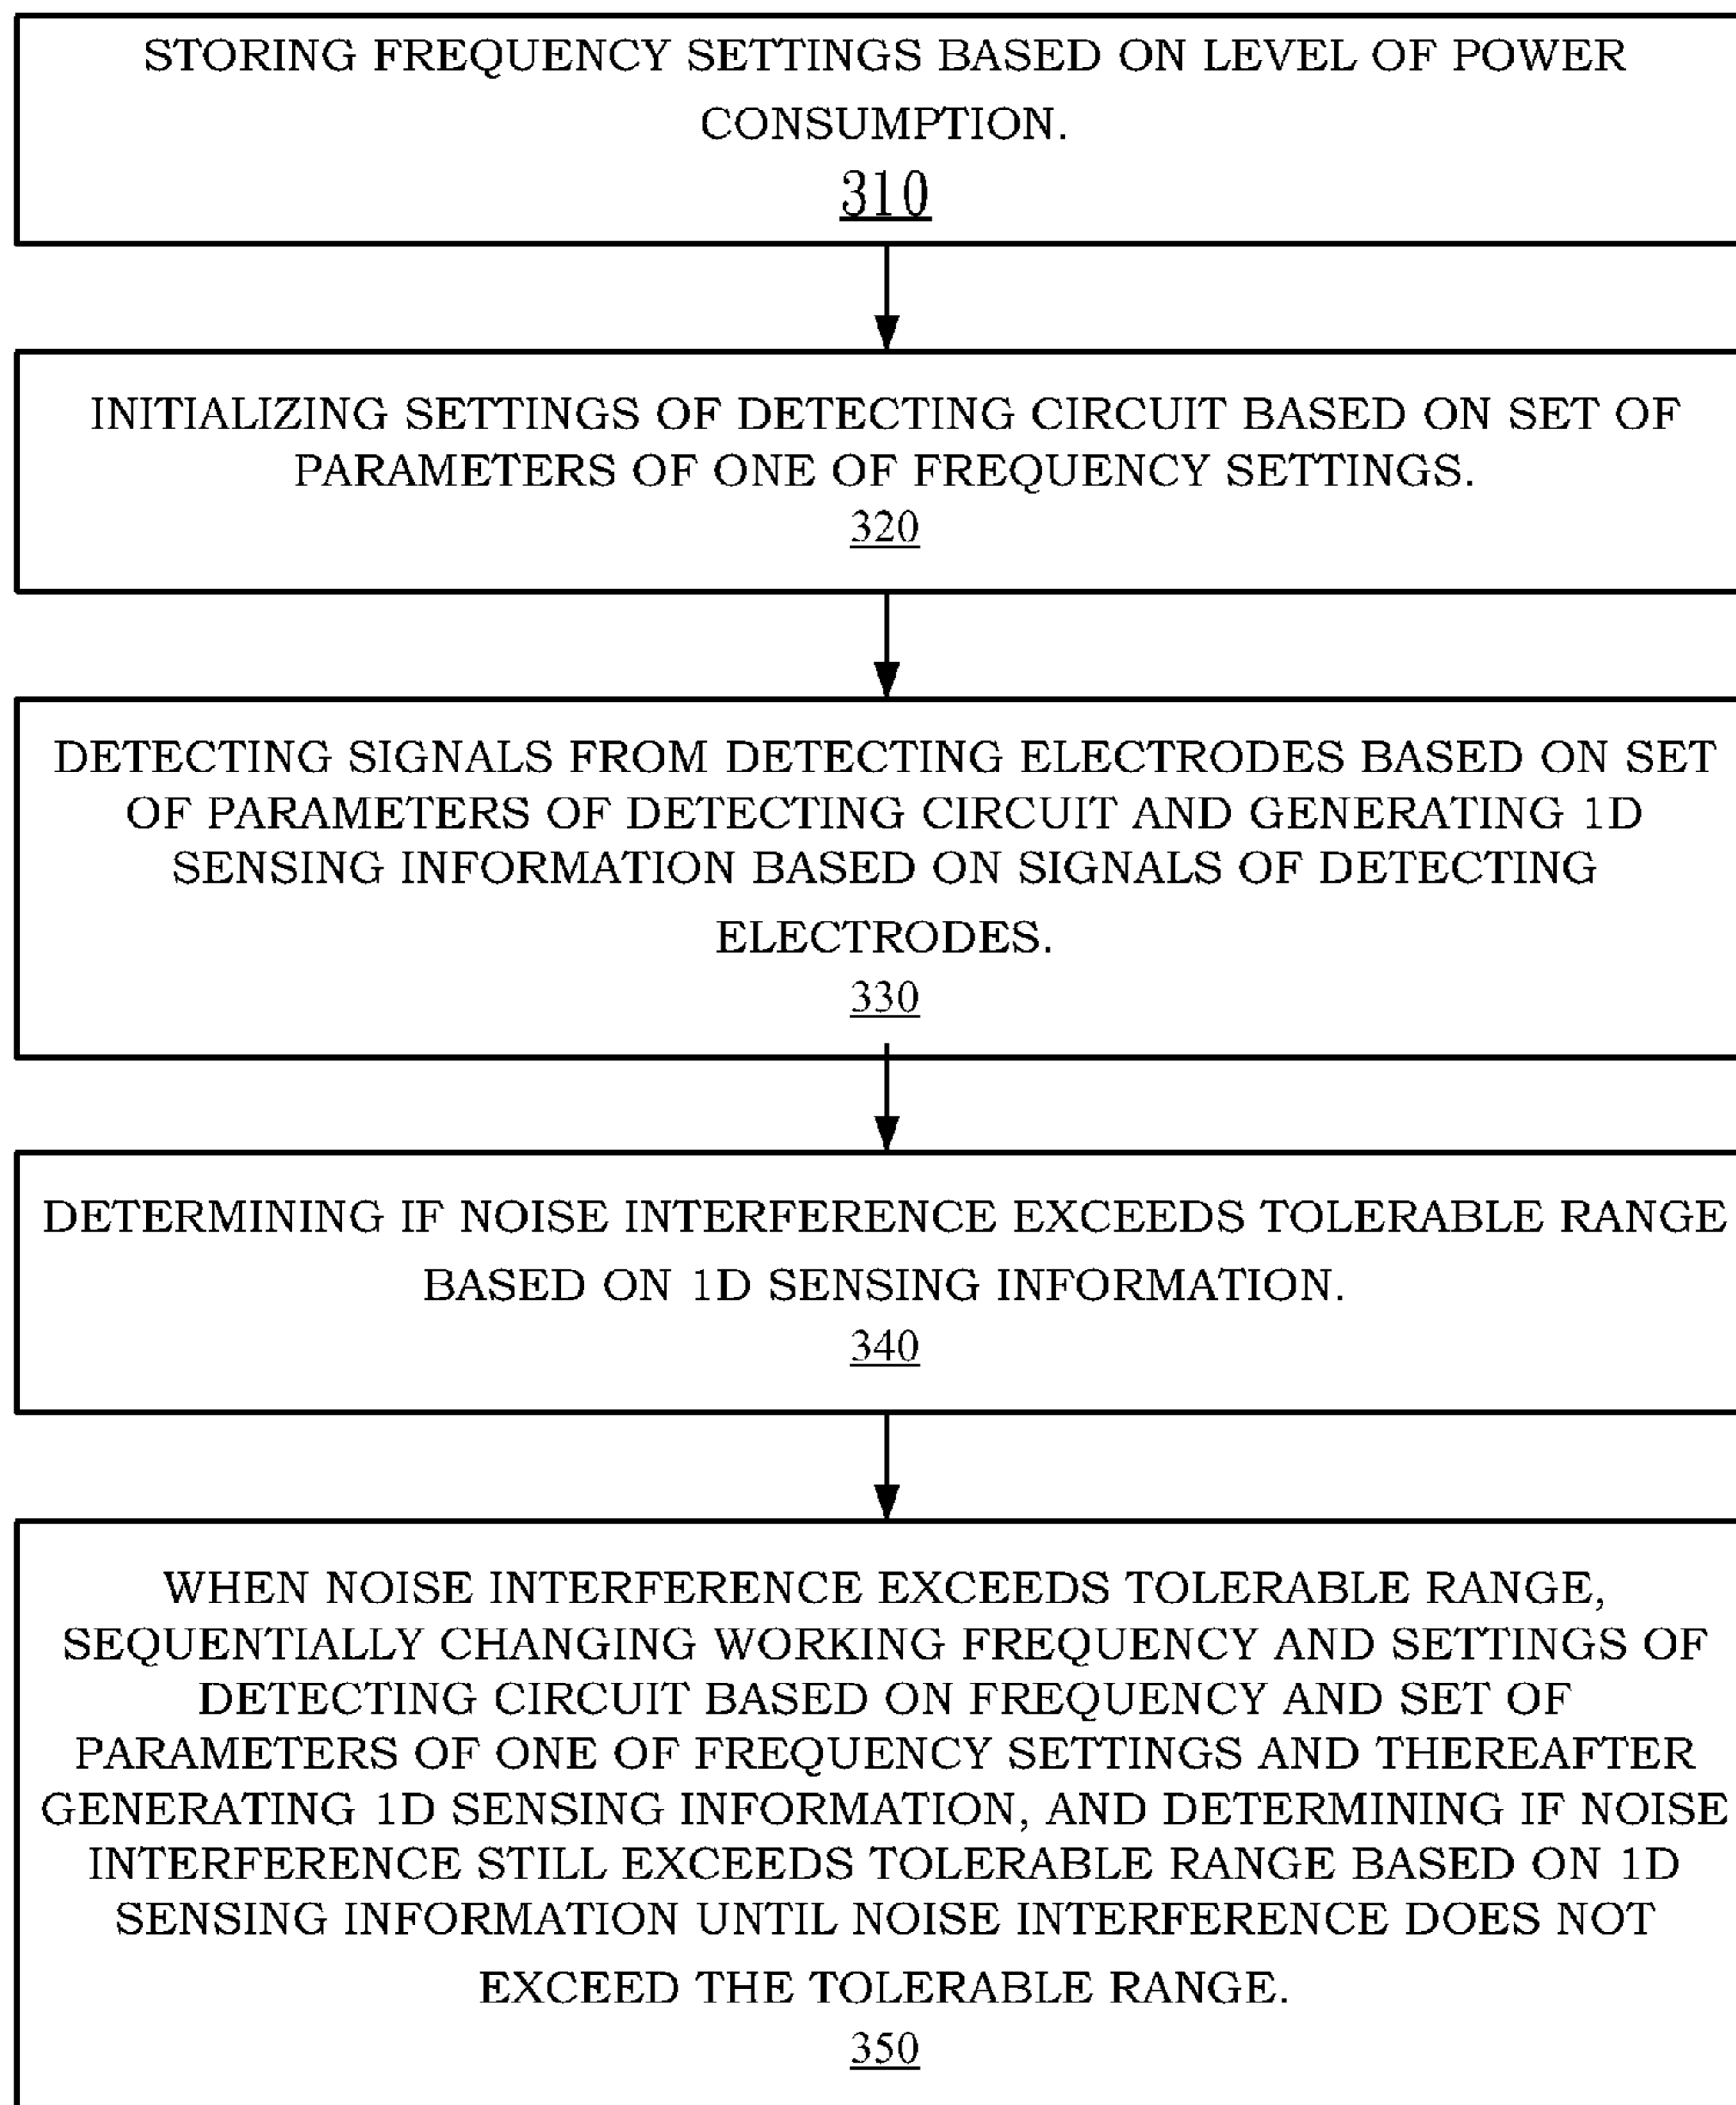 STORING FREQUENCY SETTINGS BASED ON LEVEL OF POWER
CONSUMPTION.
310
INITIALIZING SETTINGS OF DETECTING CIRCUIT BASED ON SET OF
PARAMETERS OF ONE OF FREQUENCY SETTINGS.
320
DETECTING SIGNALS FROM DETECTING ELECTRODES BASED ON SET
OF PARAMETERS OF DETECTING CIRCUIT AND GENERATING 1D
SENSING INFORMATION BASED ON SIGNALS OF DETECTING
ELECTRODES.
330
DETERMINING IF NOISE INTERFERENCE EXCEEDS TOLERABLE RANGE
BASED ON 1D SENSING INFORMATION.
340
WHEN NOISE INTERFERENCE EXCEEDS TOLERABLE RANGE,
SEQUENTIALLY CHANGING WORKING FREQUENCY AND SETTINGS OF
DETECTING CIRCUIT BASED ON FREQUENCY AND SET OF
PARAMETERS OF ONE OF FREQUENCY SETTINGS AND THEREAFTER
GENERATING 1D SENSING INFORMATION, AND DETERMINING IF NOISE
INTERFERENCE STILL EXCEEDS TOLERABLE RANGE BASED ON 1D
SENSING INFORMATION UNTIL NOISE INTERFERENCE DOES NOT
EXCEED THE TOLERABLE RANGE.
350